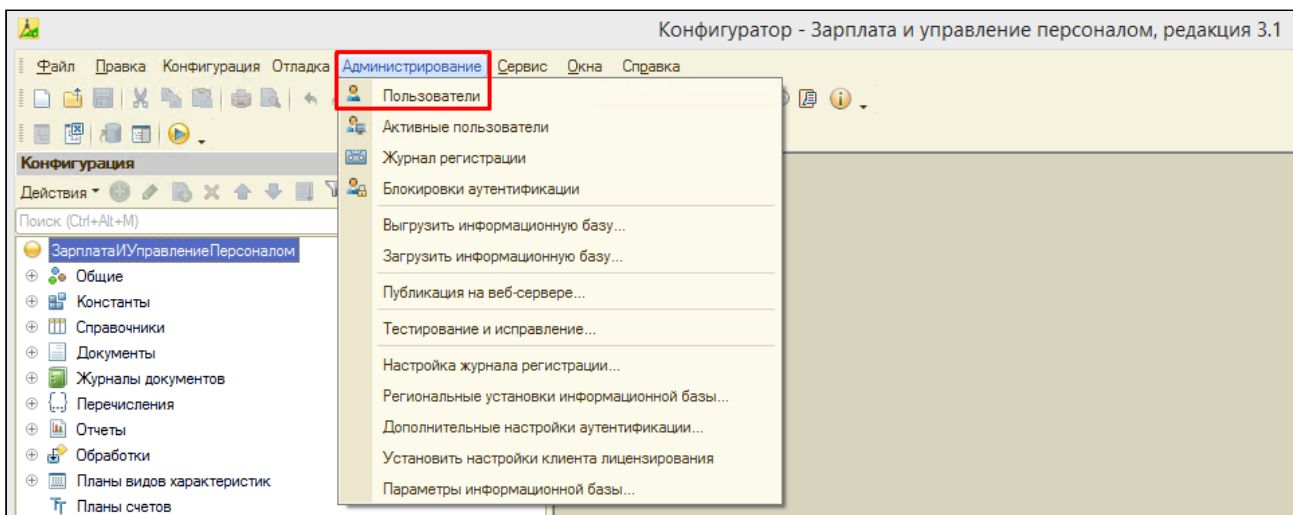 Конфигуратор - Зарплата и управление персоналом, редакция 3.1
Файл Правка Конфигурация Отладка Администрирование Сервис Окна Справка
Пользователи
Активные пользователи
Журнал регистрации
Блокировки аутентификации
Выгрузить информационную базу...
Загрузить информационную базу...
Публикация на веб-сервере...
Тестирование и исправление...
Настройка журнала регистрации...
Региональные установки информационной базы...
Дополнительные настройки аутентификации...
Установить настройки клиента лицензирования
Параметры информационной базы...
Конфигурация
Действия
Поиск (Ctrl+Alt+M)
ЗарплатаИУправлениеПерсоналом
Общие
Константы
Справочники
Документы
Журналы документов
Перечисления
Отчеты
Обработки
Планы видов характеристик
Планы счетов